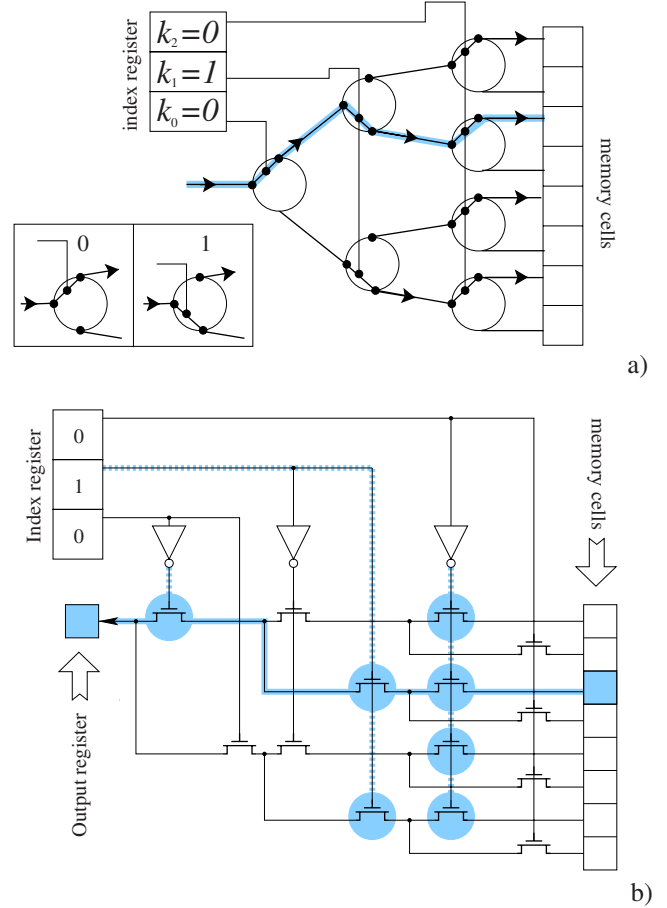 index register
k₂=0
k₁=1
k₀=0
memory cells
0
1
a)
Index register
0
1
0
memory cells
Output register
b)